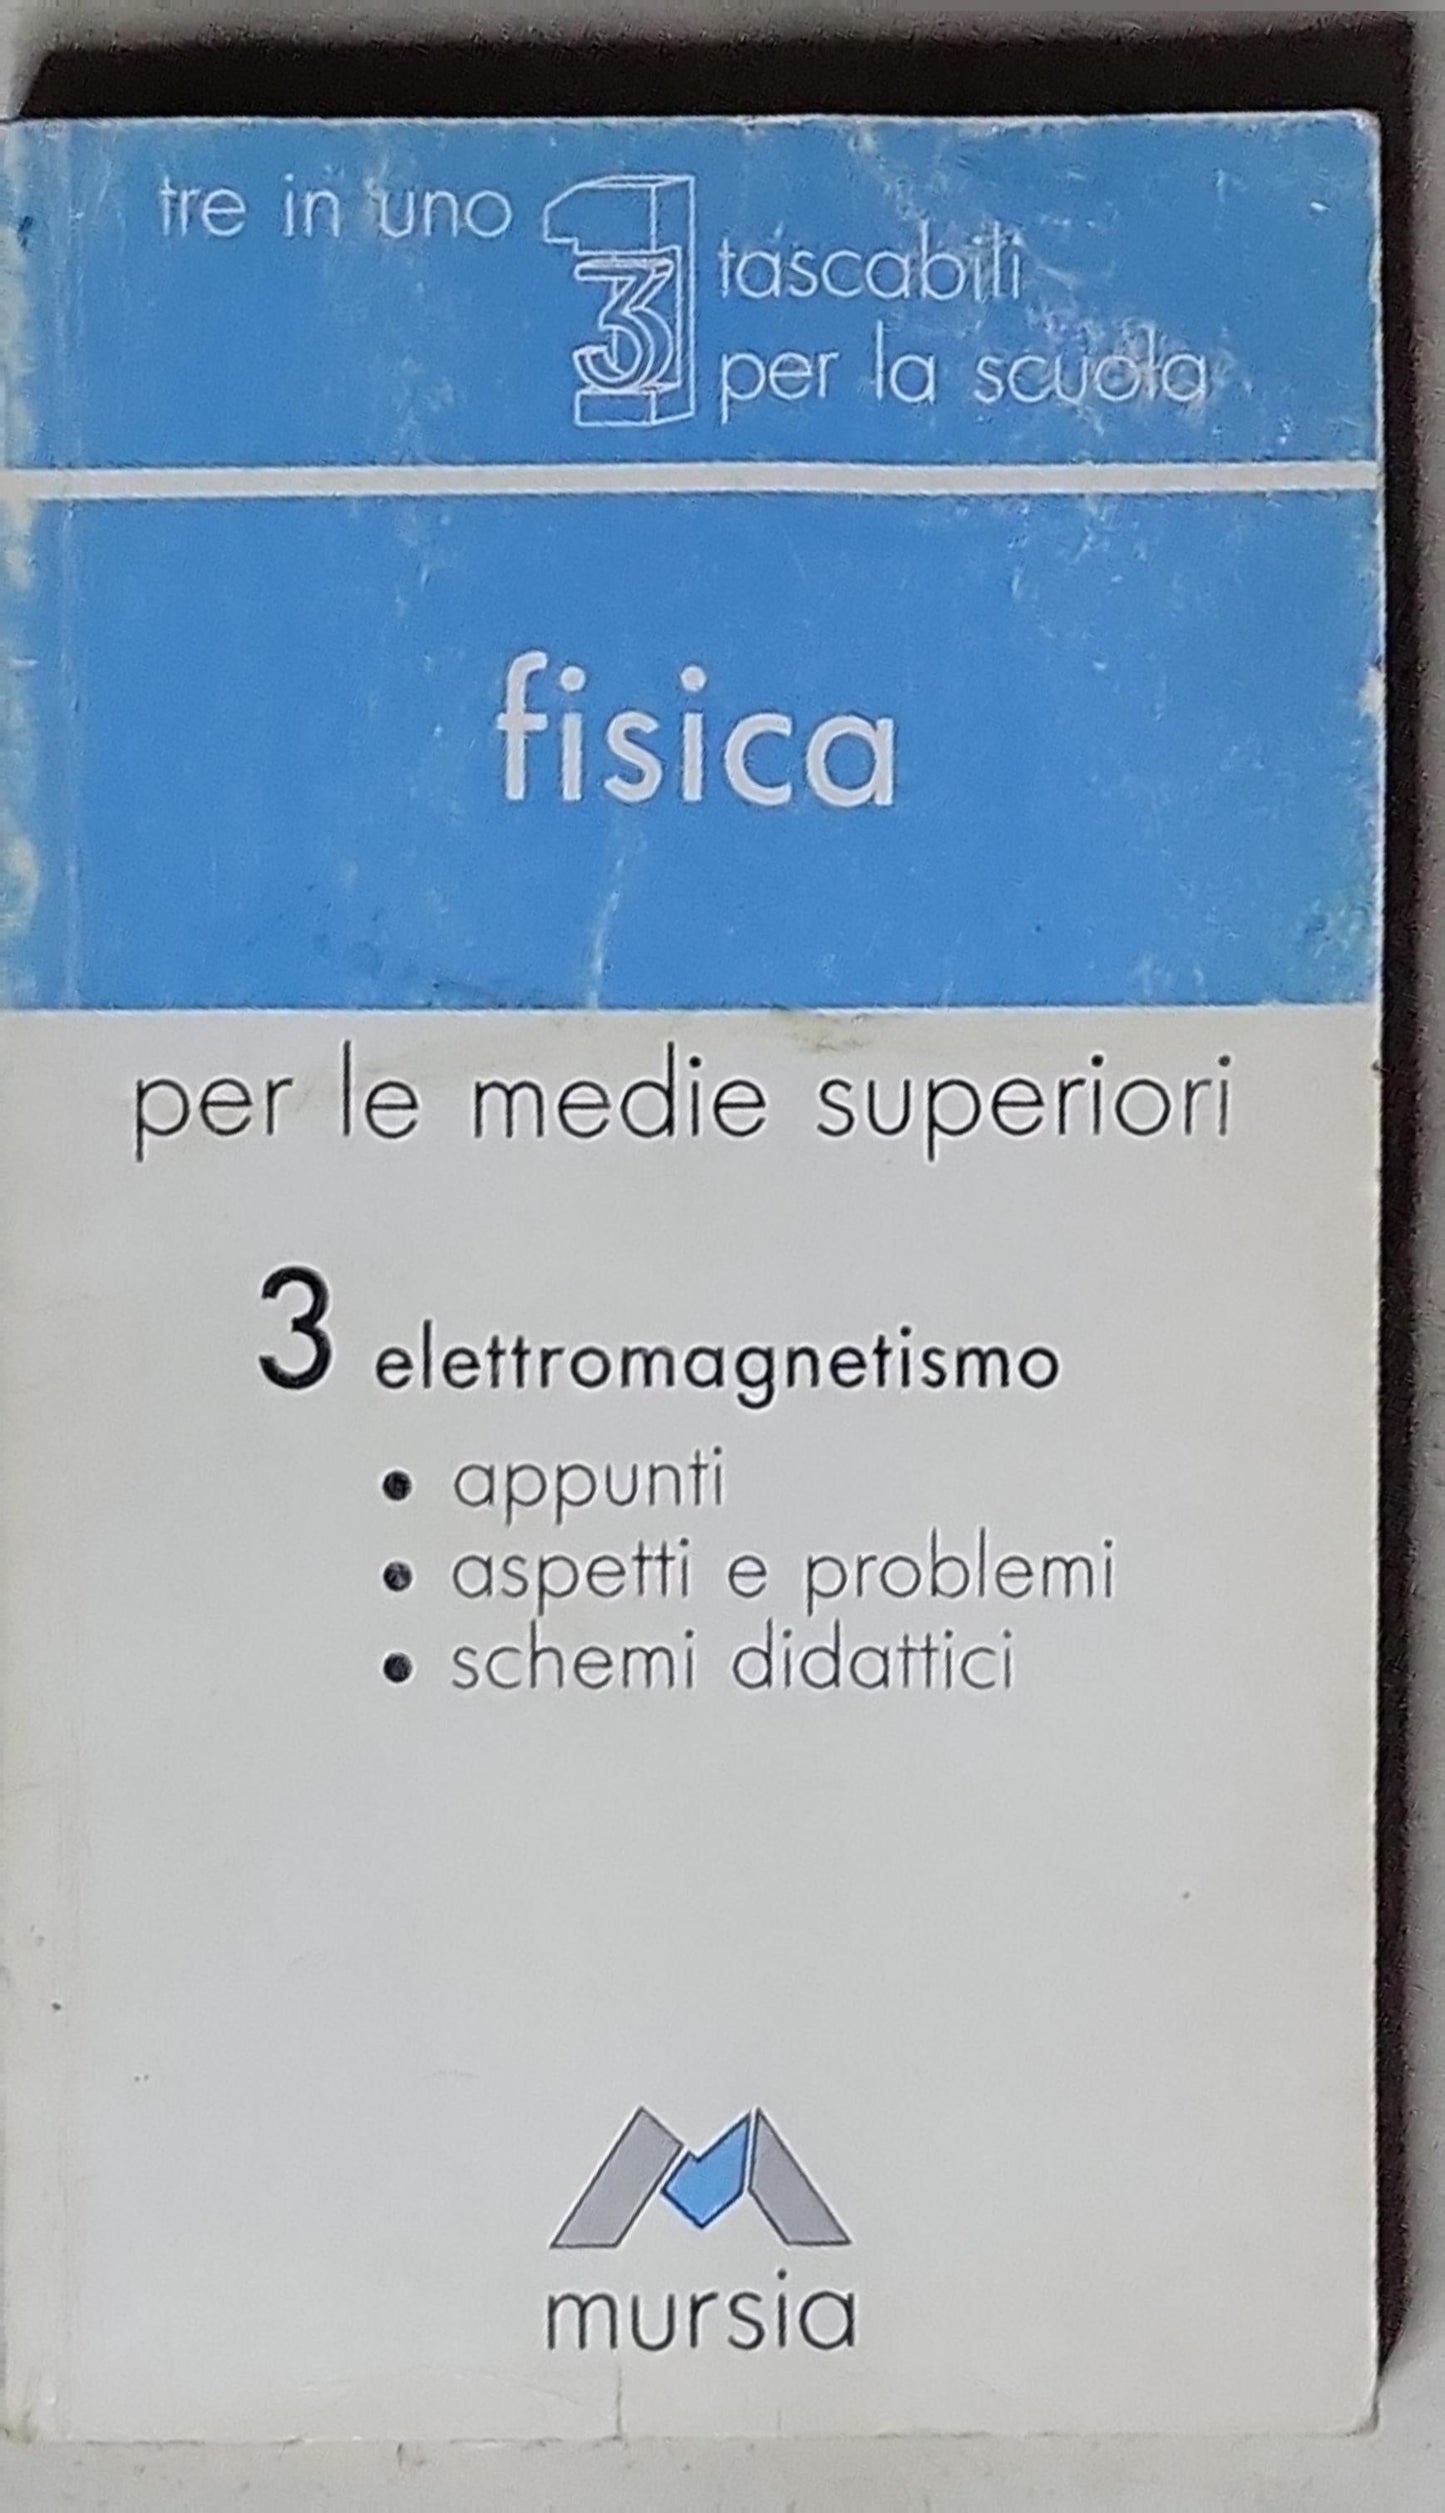 tre in uno
13
tascabili
per la scuola
fisica
per le medie superiori
3 elettromagnetismo
• appunti
• aspetti e problemi
• schemi didattici
mursia